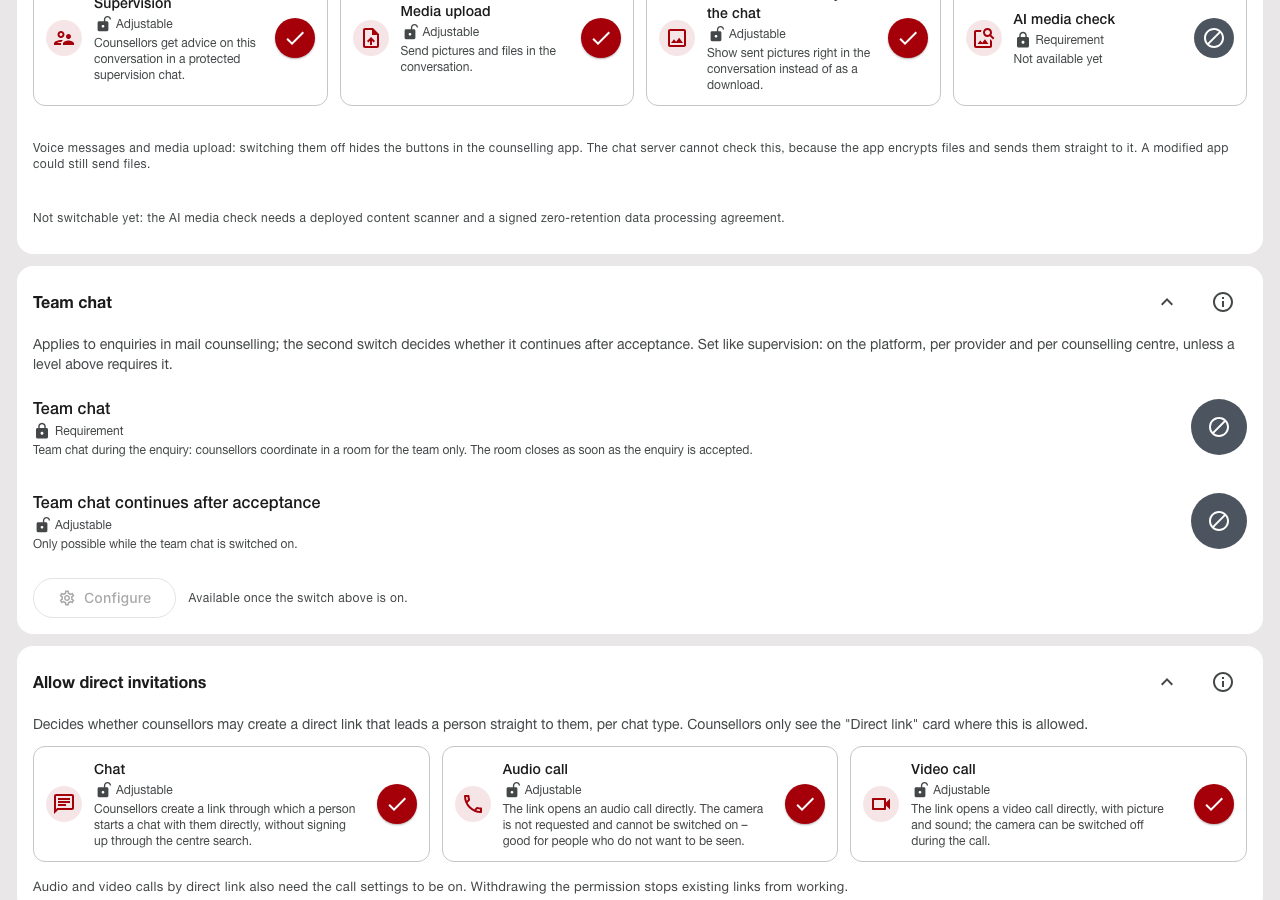 Supervision
Adjustable
Counsellors get advice on this
conversation in a protected
supervision chat.
Media upload
Adjustable
Send pictures and files in the
conversation.
the chat
Adjustable
Show sent pictures right in the
conversation instead of as a
download.
AI media check
Requirement
Not available yet
Voice messages and media upload: switching them off hides the buttons in the counselling app. The chat server cannot check this, because the app encrypts files and sends them straight to it. A modified app
could still send files.
Not switchable yet: the AI media check needs a deployed content scanner and a signed zero-retention data processing agreement.
Team chat
Applies to enquiries in mail counselling; the second switch decides whether it continues after acceptance. Set like supervision: on the platform, per provider and per counselling centre, unless a
level above requires it.
Team chat
Requirement
Team chat during the enquiry: counsellors coordinate in a room for the team only. The room closes as soon as the enquiry is accepted.
Team chat continues after acceptance
Adjustable
Only possible while the team chat is switched on.
Configure
Available once the switch above is on.
Allow direct invitations
Decides whether counsellors may create a direct link that leads a person straight to them, per chat type. Counsellors only see the "Direct link" card where this is allowed.
Chat
Adjustable
Counsellors create a link through which a person
starts a chat with them directly, without signing
up through the centre search.
Audio call
Adjustable
The link opens an audio call directly. The camera
is not requested and cannot be switched on –
good for people who do not want to be seen.
Video call
Adjustable
The link opens a video call directly, with picture
and sound; the camera can be switched off
during the call.
Audio and video calls by direct link also need the call settings to be on. Withdrawing the permission stops existing links from working.